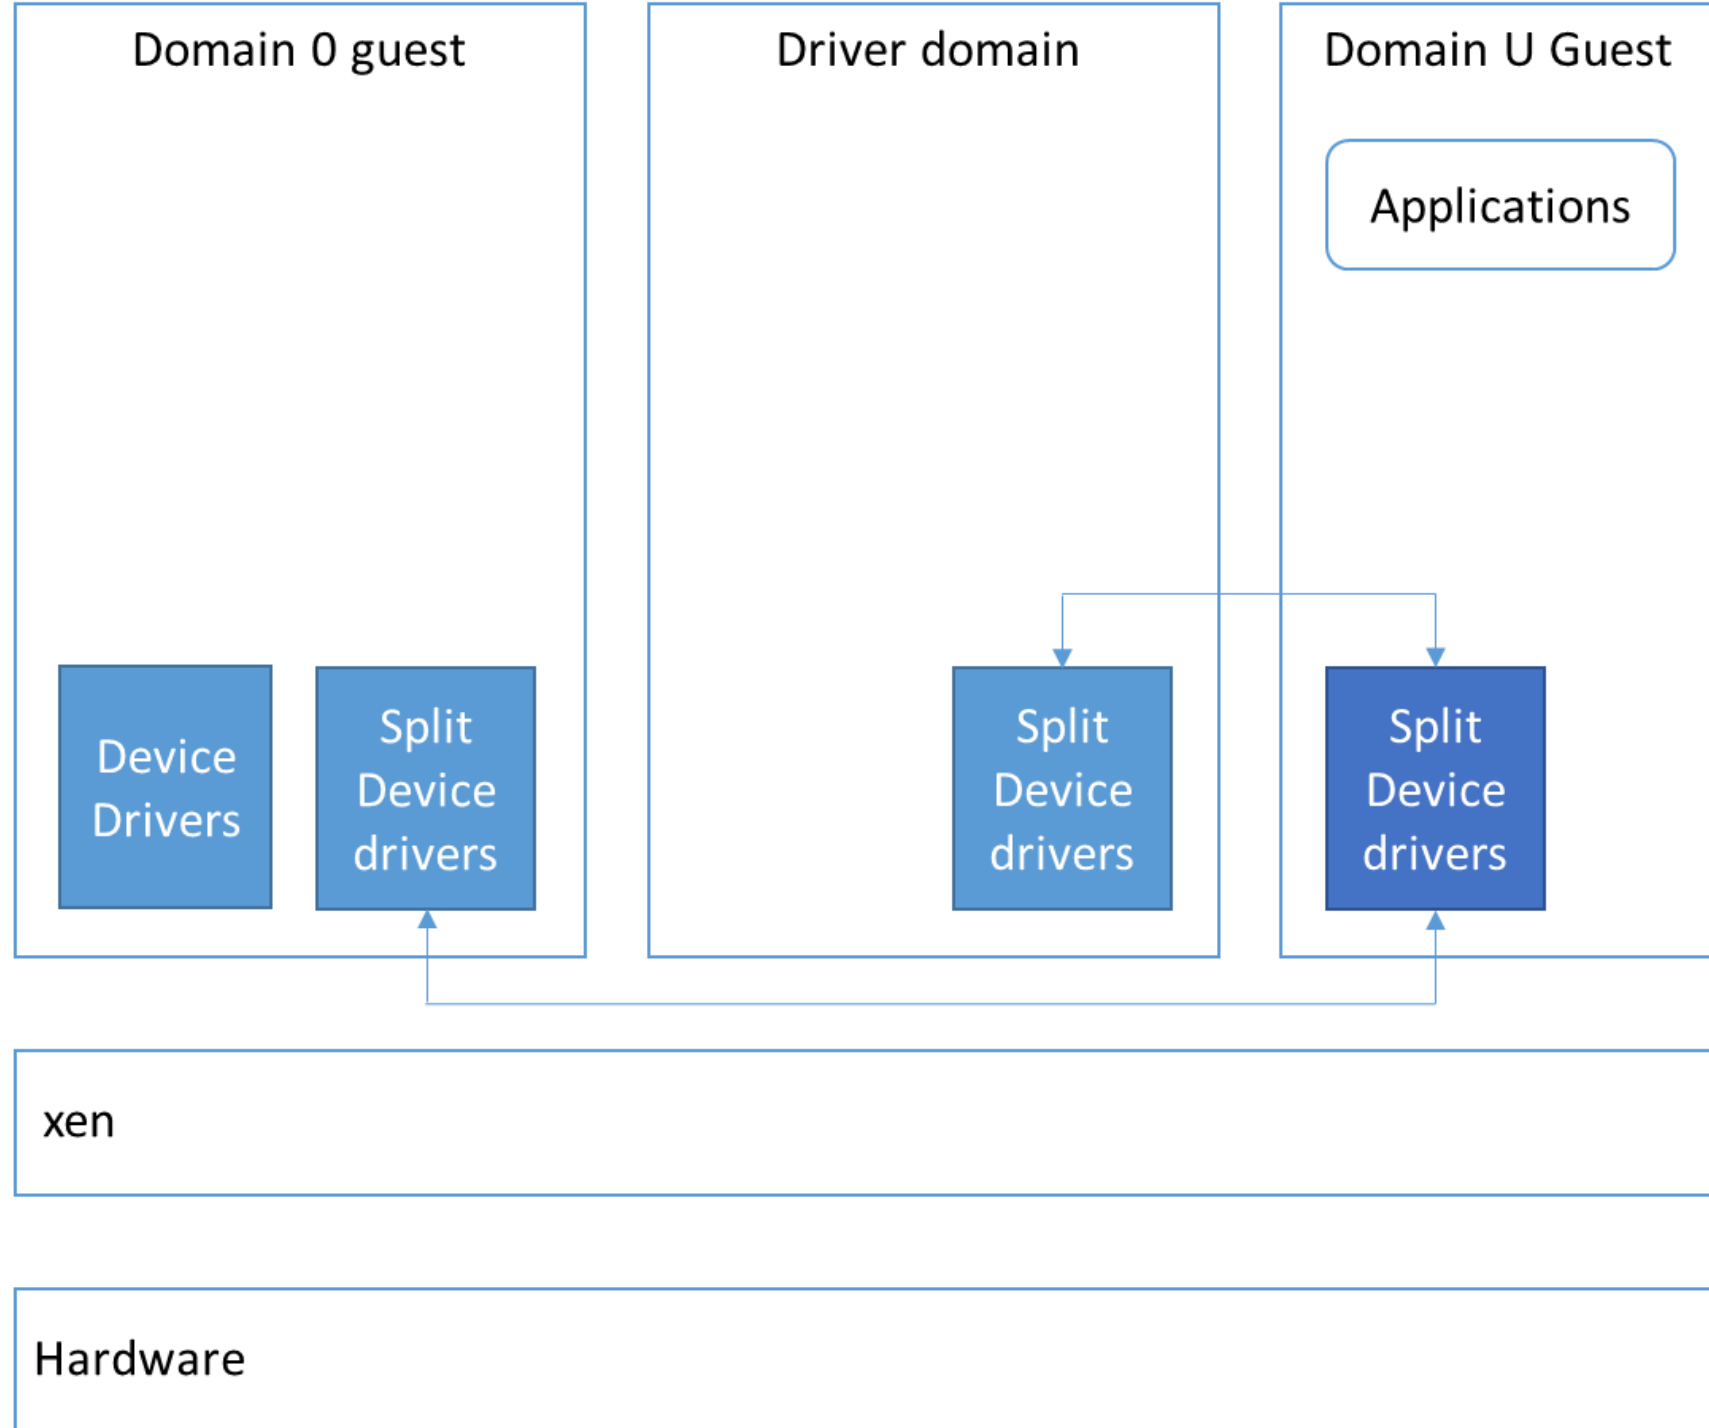 Domain 0 guest
Driver domain
Domain U Guest
Applications
Device
Drivers
Split
Device
drivers
Split
Device
drivers
Split
Device
drivers
xen
Hardware